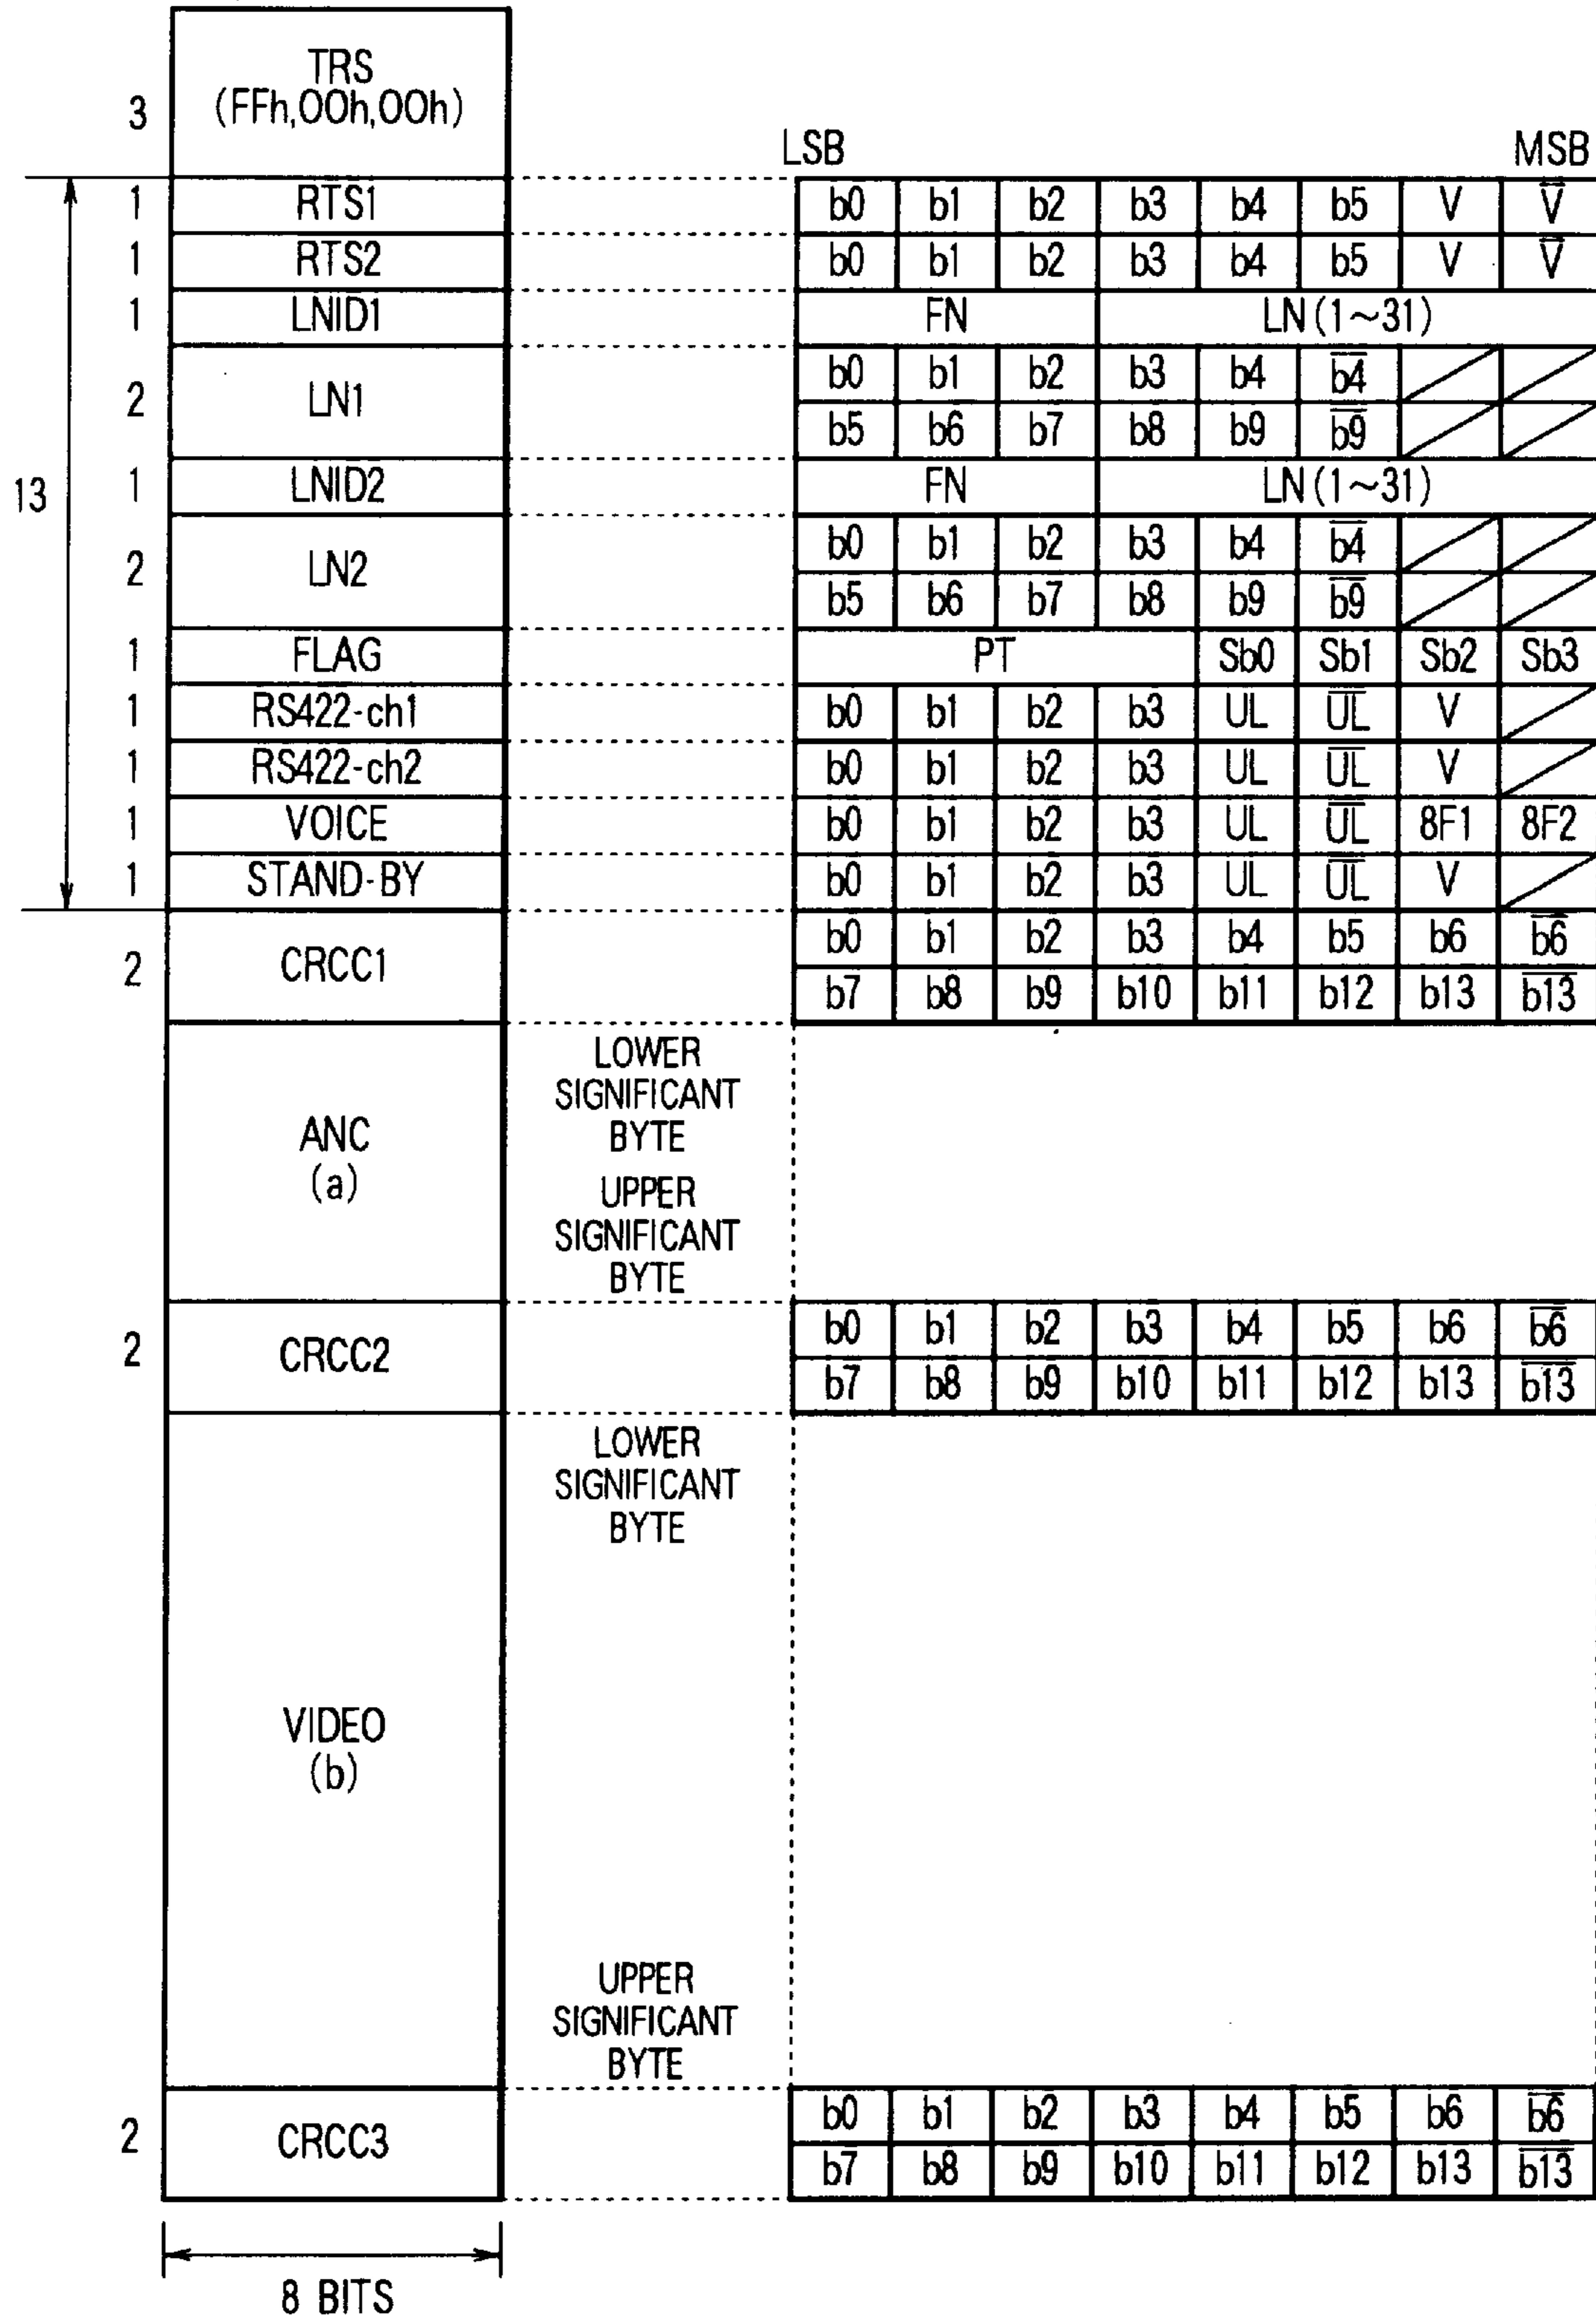 TRS
3 (FFh,00h,00h)
LSB MSB
1 RTS1 b0 b1 b2 b3 b4 b5 V V̅
1 RTS2 b0 b1 b2 b3 b4 b5 V V̅
1 LNID1 FN LN(1~31)
b0 b1 b2 b3 b4 b̅4̅
2 LN1
b5 b6 b7 b8 b9 b̅9̅
13 1 LNID2 FN LN(1~31)
b0 b1 b2 b3 b4 b̅4̅
2 LN2
b5 b6 b7 b8 b9 b̅9̅
1 FLAG PT Sb0 Sb1 Sb2 Sb3
1 RS422-ch1 b0 b1 b2 b3 UL U̅L̅ V
1 RS422-ch2 b0 b1 b2 b3 UL U̅L̅ V
1 VOICE b0 b1 b2 b3 UL U̅L̅ 8F1 8F2
1 STAND-BY b0 b1 b2 b3 UL U̅L̅ V
b0 b1 b2 b3 b4 b5 b6 b̅6̅
2 CRCC1
b7 b8 b9 b10 b11 b12 b13 b̅1̅3̅
LOWER
SIGNIFICANT
BYTE
ANC
(a)
UPPER
SIGNIFICANT
BYTE
b0 b1 b2 b3 b4 b5 b6 b̅6̅
2 CRCC2
b7 b8 b9 b10 b11 b12 b13 b̅1̅3̅
LOWER
SIGNIFICANT
BYTE
VIDEO
(b)
UPPER
SIGNIFICANT
BYTE
b0 b1 b2 b3 b4 b5 b6 b̅6̅
2 CRCC3
b7 b8 b9 b10 b11 b12 b13 b̅1̅3̅
8 BITS